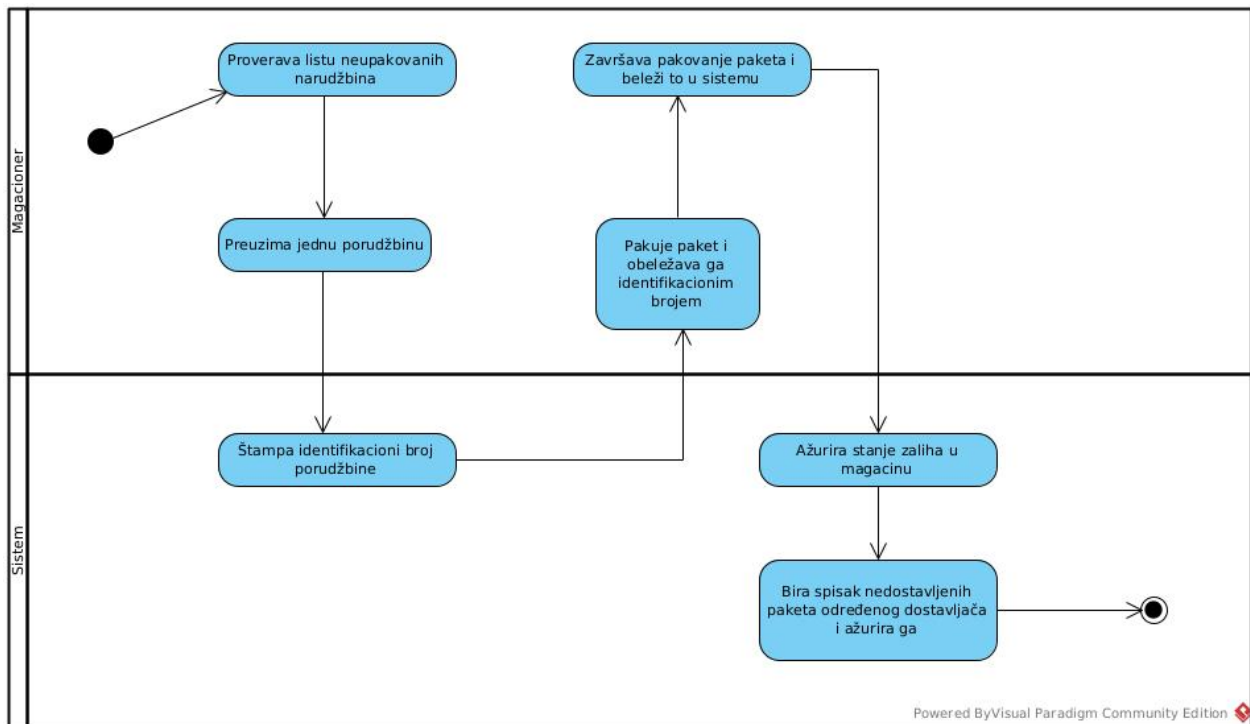 Magacioner
Proverava listu neupakovanih
narudžbina
Preuzima jednu porudžbinu
Završava pakovanje paketa i
beleži to u sistemu
Pakuje paket i
obeležava ga
identifikacionim
brojem
Sistem
Štampa identifikacioni broj
porudžbine
Ažurira stanje zaliha u
magacinu
Bira spisak nedostavljenih
paketa određenog dostavljača
i ažurira ga
Powered ByVisual Paradigm Community Edition